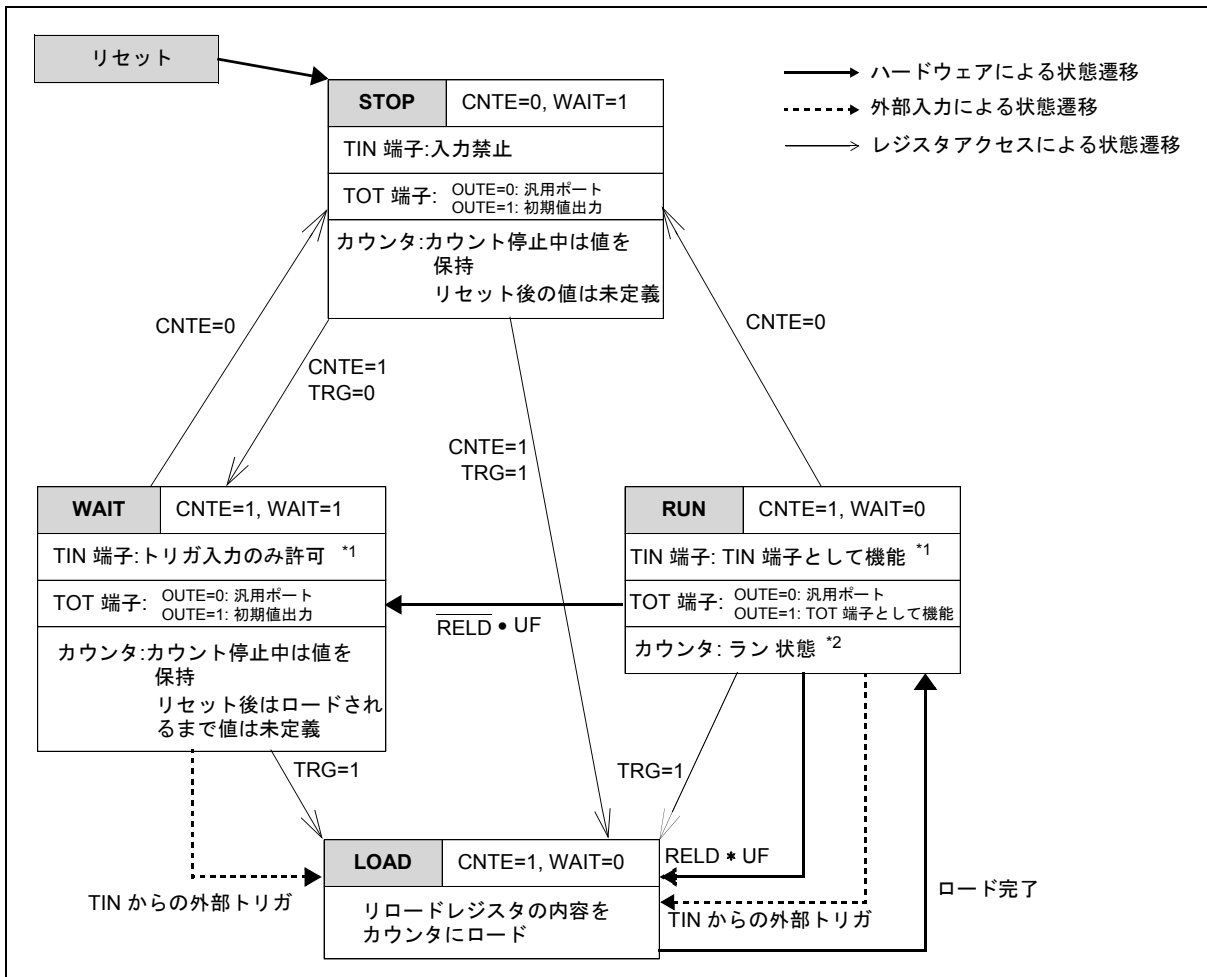 リセット
ハードウェアによる状態遷移
外部入力による状態遷移
レジスタアクセスによる状態遷移
STOP CNTE=0, WAIT=1
TIN 端子:入力禁止
TOT 端子: OUTE=0: 汎用ポート
OUTE=1: 初期値出力
カウンタ:カウント停止中は値を
保持
リセット後の値は未定義
CNTE=0
CNTE=1
TRG=0
CNTE=1
TRG=1
CNTE=0
WAIT CNTE=1, WAIT=1
TIN 端子:トリガ入力のみ許可 *1
TOT 端子: OUTE=0: 汎用ポート
OUTE=1: 初期値出力
カウンタ:カウント停止中は値を
保持
リセット後はロードされ
るまで値は未定義
RUN CNTE=1, WAIT=0
TIN 端子: TIN 端子として機能 *1
TOT 端子: OUTE=0: 汎用ポート
OUTE=1: TOT 端子として機能
カウンタ: ラン 状態 *2
R̅E̅L̅D̅ • UF
TRG=1
TRG=1
RELD * UF
TIN からの外部トリガ
TIN からの外部トリガ
ロード完了
LOAD CNTE=1, WAIT=0
リロードレジスタの内容を
カウンタにロード